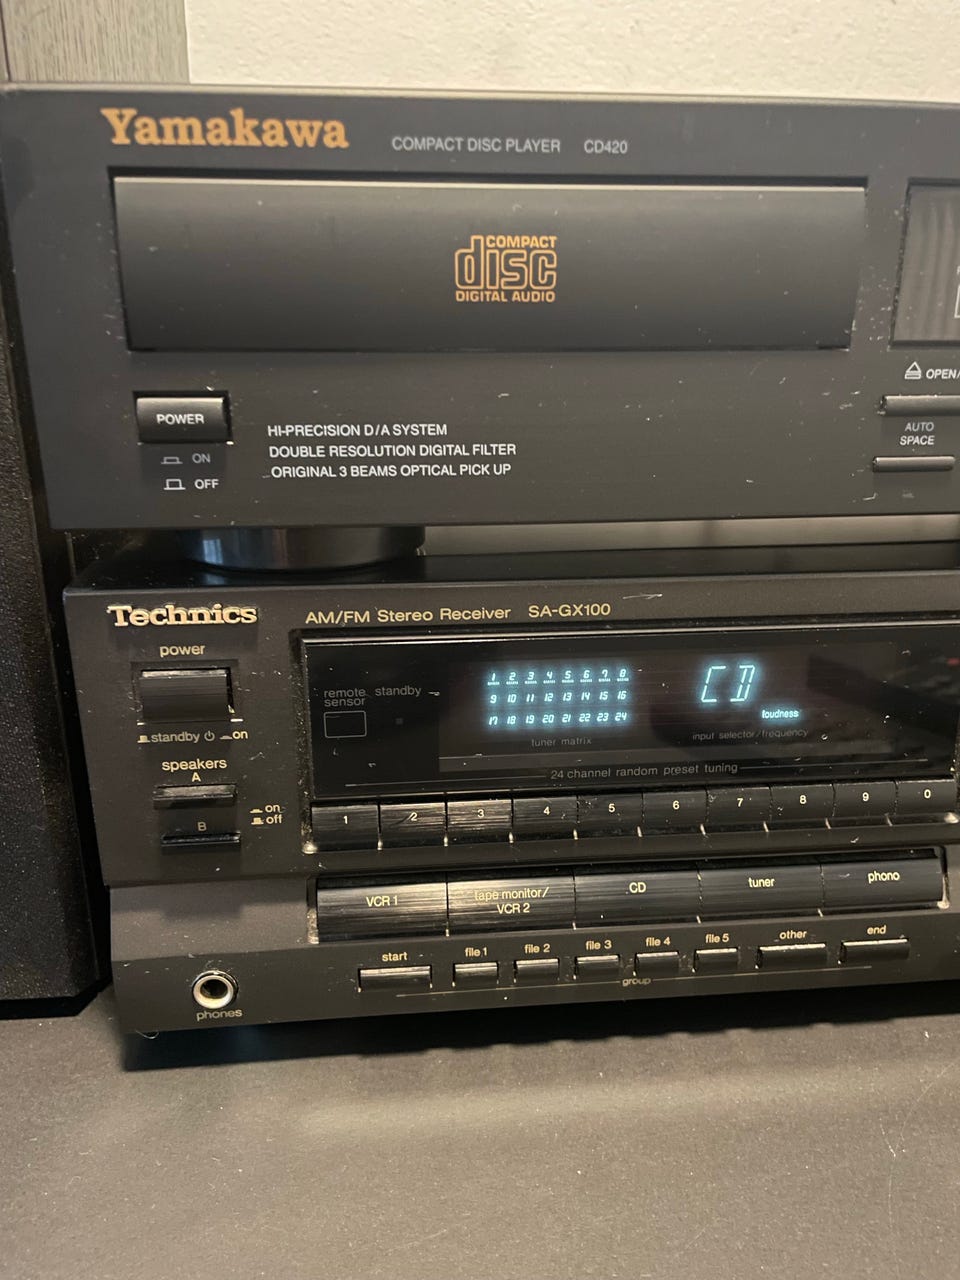 Yamakawa
COMPACT DISC PLAYER CD420
COMPACT
disc
DIGITAL AUDIO
OPEN/
POWER
ON
OFF
HI-PRECISION D/A SYSTEM
DOUBLE RESOLUTION DIGITAL FILTER
ORIGINAL 3 BEAMS OPTICAL PICK UP
AUTO
SPACE
Technics
AM/FM Stereo Receiver SA-GX100
power
standby on
speakers
A
B
on
off
remote standby
sensor
1 2 3 4 5 6 7 8
9 10 11 12 13 14 15 16
17 18 19 20 21 22 23 24
tuner matrix
CD
loudness
input selector/frequency
24 channel random preset tuning
1 2 3 4 5 6 7 8 9 0
VCR 1
tape monitor/
VCR 2
CD
tuner
phono
start
file 1
file 2
file 3
file 4
file 5
other
end
group
phones